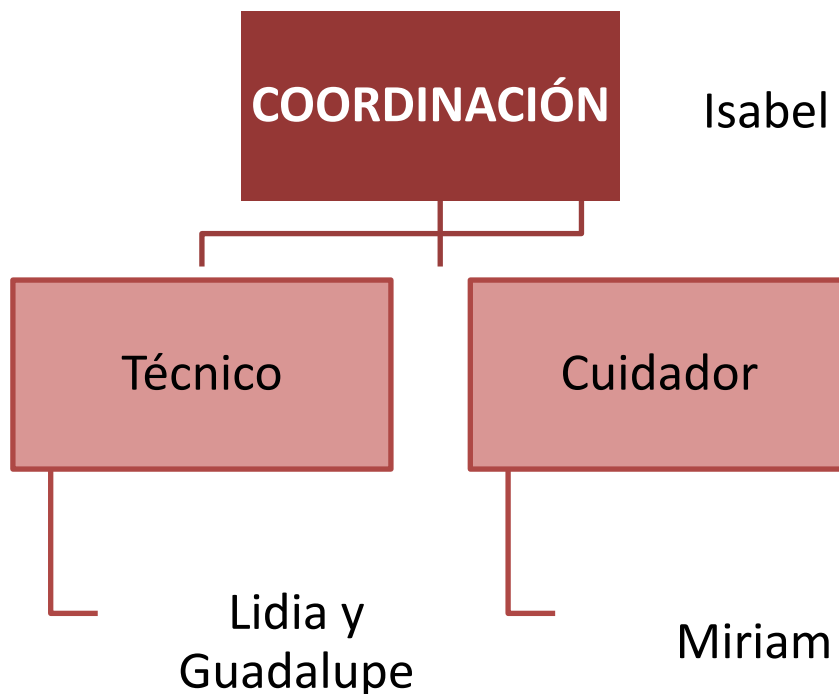 COORDINACIÓN
Isabel
Técnico
Cuidador
Lidia y
Guadalupe
Miriam